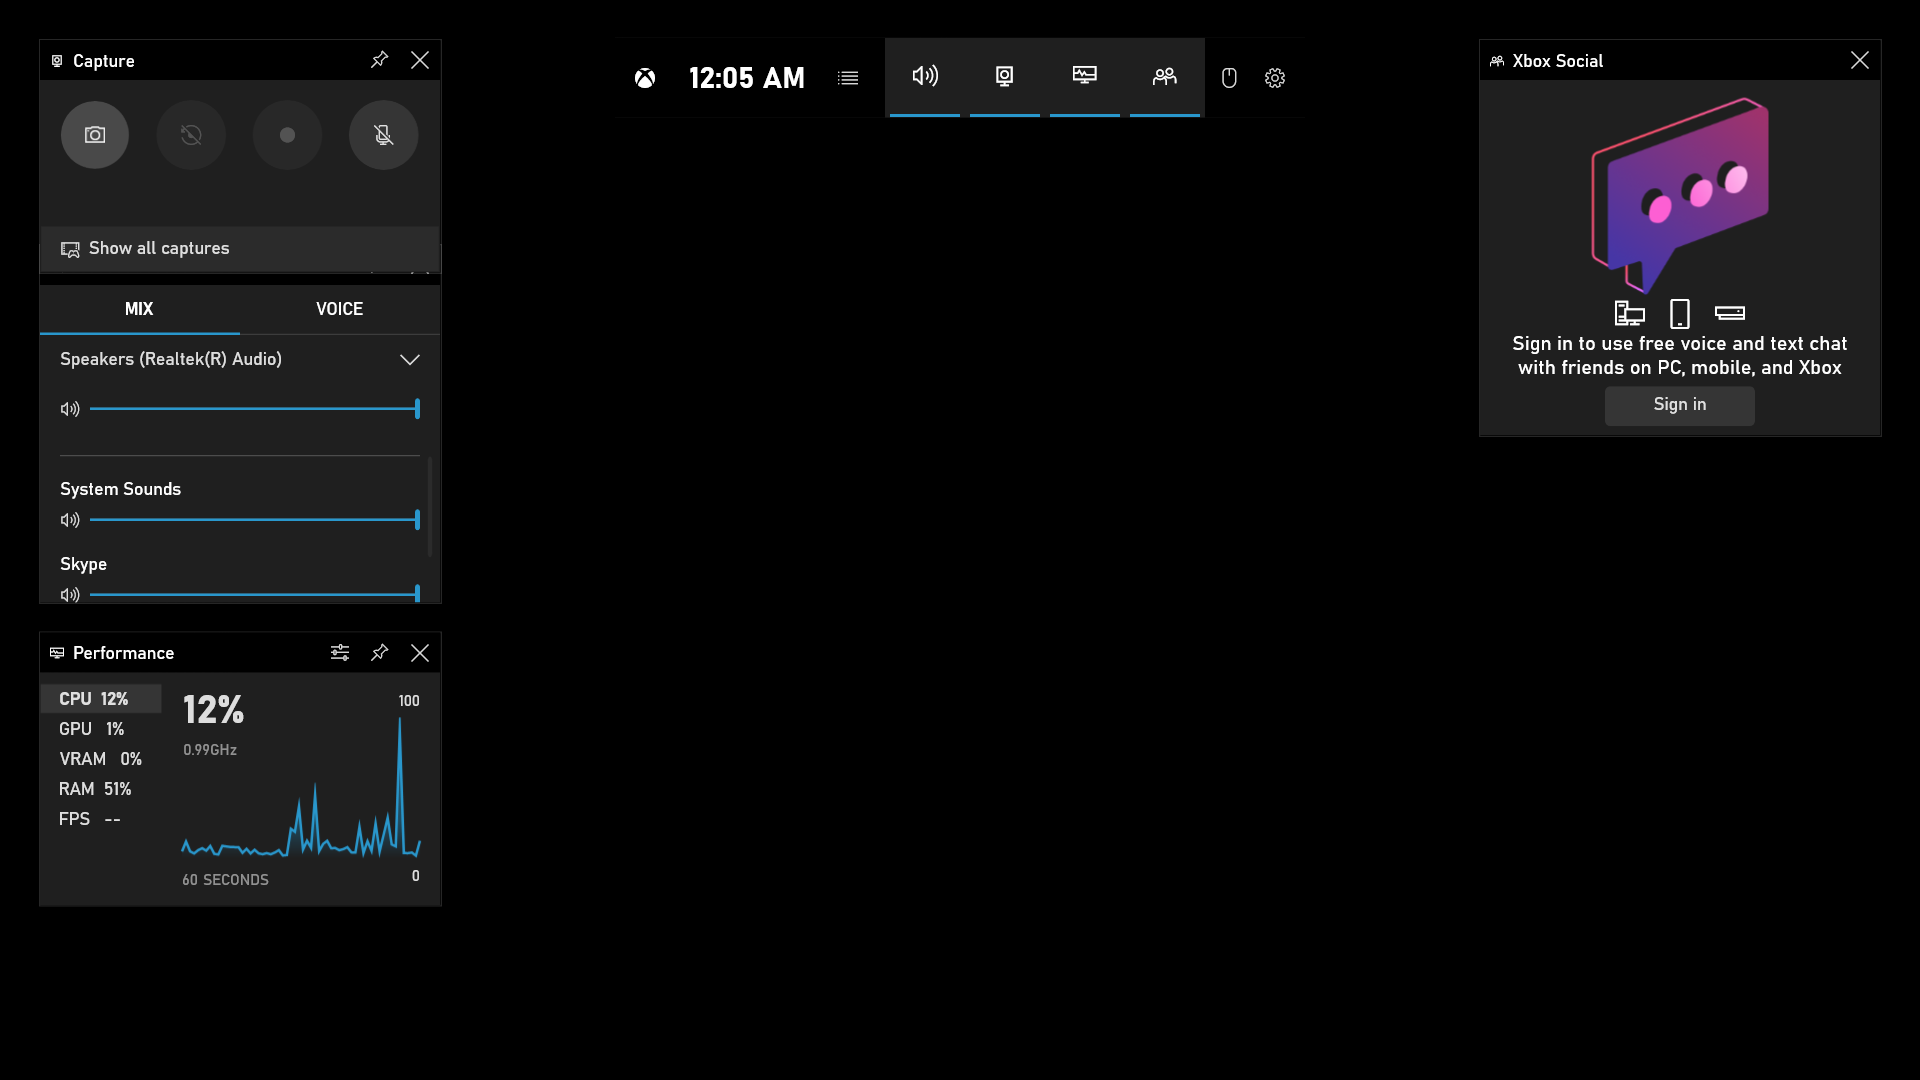 Capture
Show all captures
MIX
VOICE
Speakers (Realtek(R) Audio)
System Sounds
Skype
Performance
CPU 12%
GPU 1%
VRAM 0%
RAM 51%
FPS --
12%
0.99GHz
100
60 SECONDS
0
12:05 AM
Xbox Social
Sign in to use free voice and text chat
with friends on PC, mobile, and Xbox
Sign in